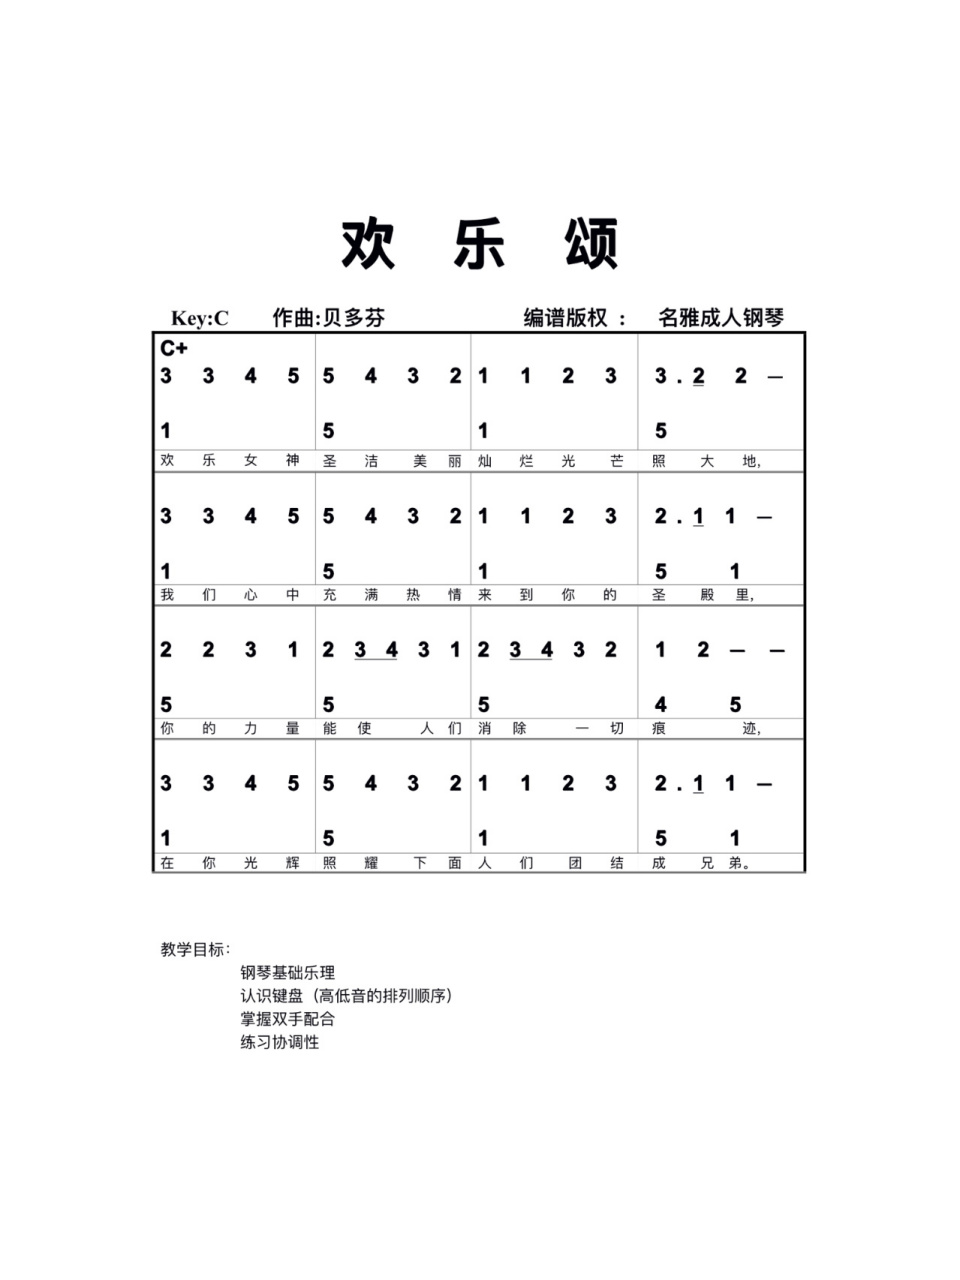 欢 乐 颂
Key:C 作曲:贝多芬 编谱版权 : 名雅成人钢琴
C+
3 3 4 5 5 4 3 2 1 1 2 3 3 . 2 2 —
1 5 1 5
欢 乐 女 神 圣 洁 美 丽 灿 烂 光 芒 照 大 地,
3 3 4 5 5 4 3 2 1 1 2 3 2 . 1 1 —
1 5 1 5 1
我 们 心 中 充 满 热 情 来 到 你 的 圣 殿 里,
2 2 3 1 2 3 4 3 1 2 3 4 3 2 1 2 — —
5 5 5 4 5
你 的 力 量 能 使 人 们 消 除 一 切 痕 迹,
3 3 4 5 5 4 3 2 1 1 2 3 2 . 1 1 —
1 5 1 5 1
在 你 光 辉 照 耀 下 面 人 们 团 结 成 兄 弟。
教学目标:
钢琴基础乐理
认识键盘（高低音的排列顺序）
掌握双手配合
练习协调性